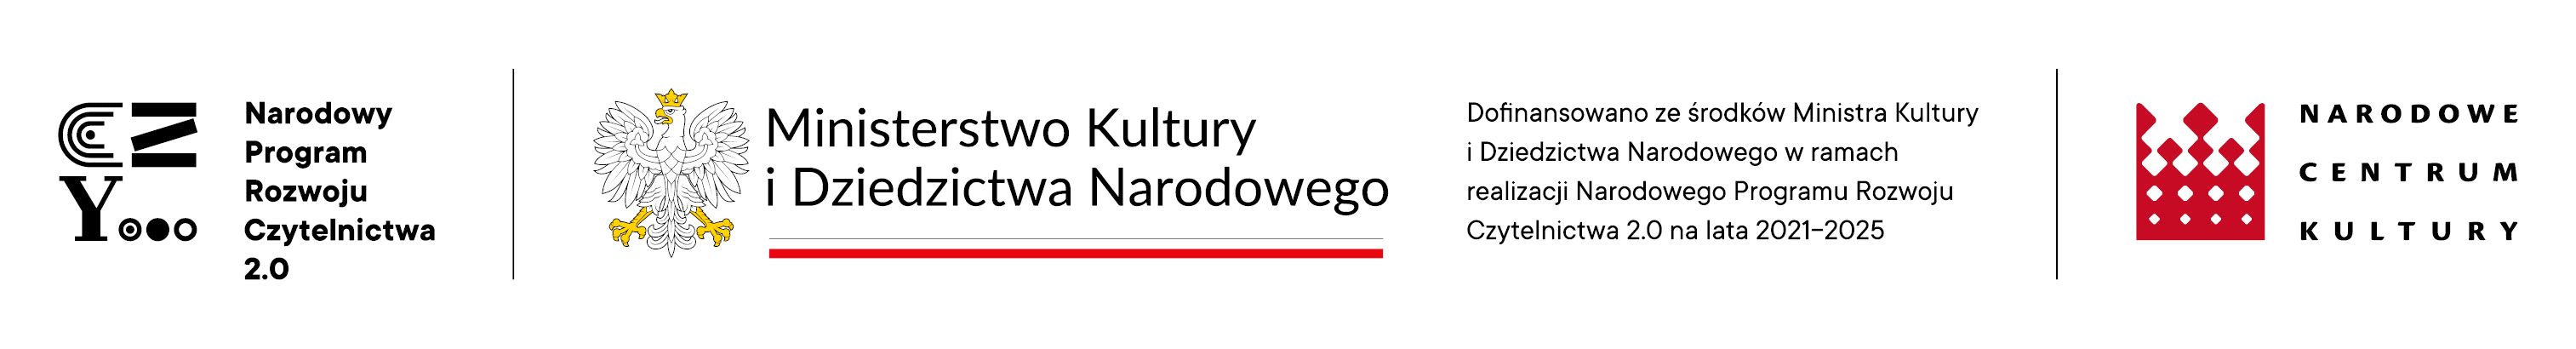 CZ
Y...
Narodowy
Program
Rozwoju
Czytelnictwa
2.0
Ministerstwo Kultury
i Dziedzictwa Narodowego
Dofinansowano ze środków Ministra Kultury
i Dziedzictwa Narodowego w ramach
realizacji Narodowego Programu Rozwoju
Czytelnictwa 2.0 na lata 2021–2025
NARODOWE
CENTRUM
KULTURY